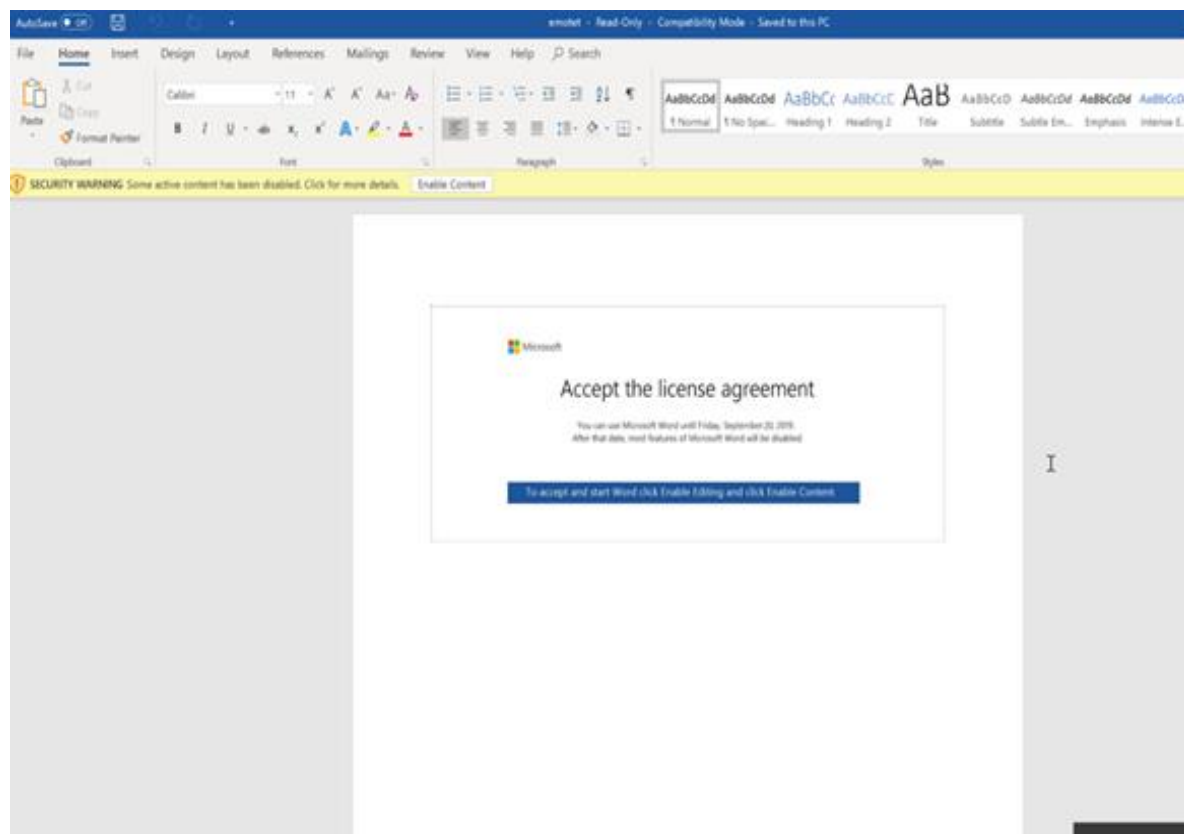 AutoSave Off emotet - Read-Only - Compatibility Mode - Saved to this PC
File Home Insert Design Layout References Mailings Review View Help Search
Paste
Cut
Copy
Format Painter
Calibri 11
AaBbCcDd AaBbCcDd AaBbCc AaBbCcC AaB AaBbCcD AaBbCcDd AaBbCcDd AaBbCcD
¶ Normal ¶ No Spac... Heading 1 Heading 2 Title Subtitle Subtle Em... Emphasis Intense E.
Clipboard Font Paragraph Styles
SECURITY WARNING Some active content has been disabled. Click for more details. Enable Content
Microsoft
Accept the license agreement
You can use Microsoft Word until Friday, September 20, 2019.
After that date, most features of Microsoft Word will be disabled.
To accept and start Word click Enable Editing and click Enable Content